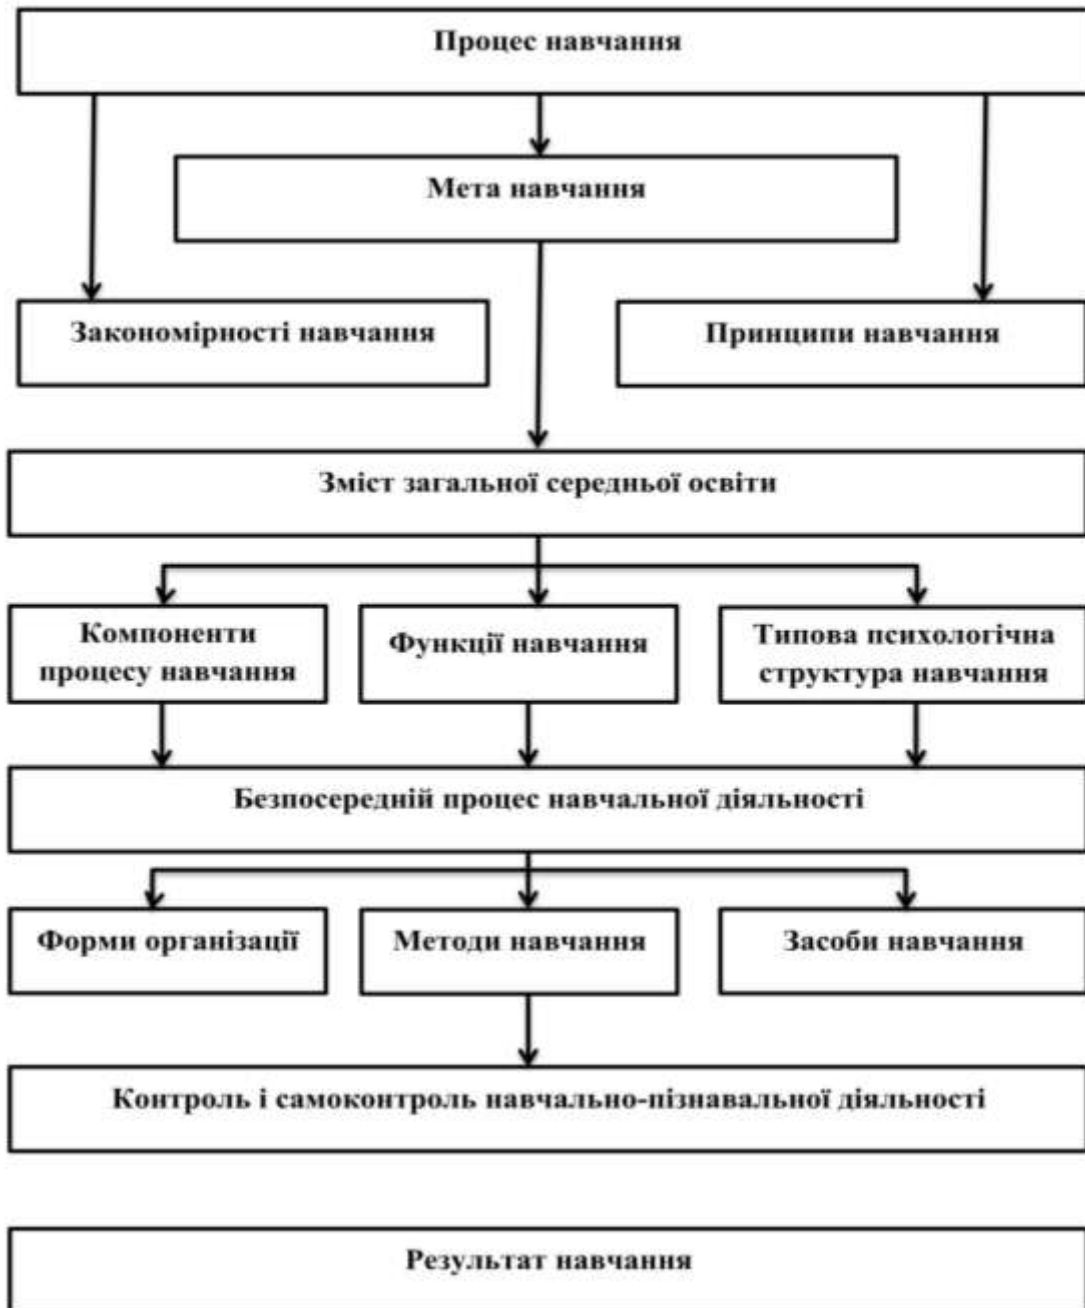 Процес навчання
Мета навчання
Закономірності навчання
Принципи навчання
Зміст загальної середньої освіти
Компоненти
процесу навчання
Функції навчання
Типова психологічна
структура навчання
Безпосередній процес навчальної діяльності
Форми організації
Методи навчання
Засоби навчання
Контроль і самоконтроль навчально-пізнавальної діяльності
Результат навчання